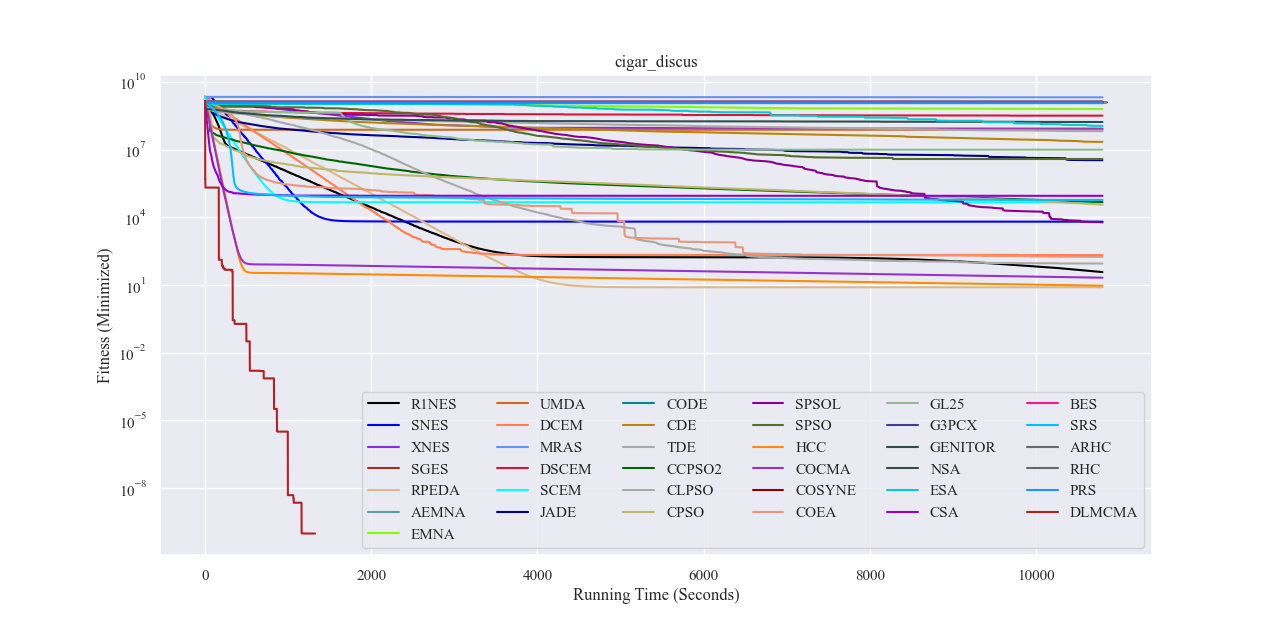 cigar_discus
Fitness (Minimized)
10^10
10^7
10^4
10^1
10^−2
10^−5
10^−8
R1NES UMDA CODE SPSOL GL25 BES
SNES DCEM CDE SPSO G3PCX SRS
XNES MRAS TDE HCC GENITOR ARHC
SGES DSCEM CCPSO2 COCMA NSA RHC
RPEDA SCEM CLPSO COSYNE ESA PRS
AEMNA JADE CPSO COEA CSA DLMCMA
EMNA
0 2000 4000 6000 8000 10000
Running Time (Seconds)